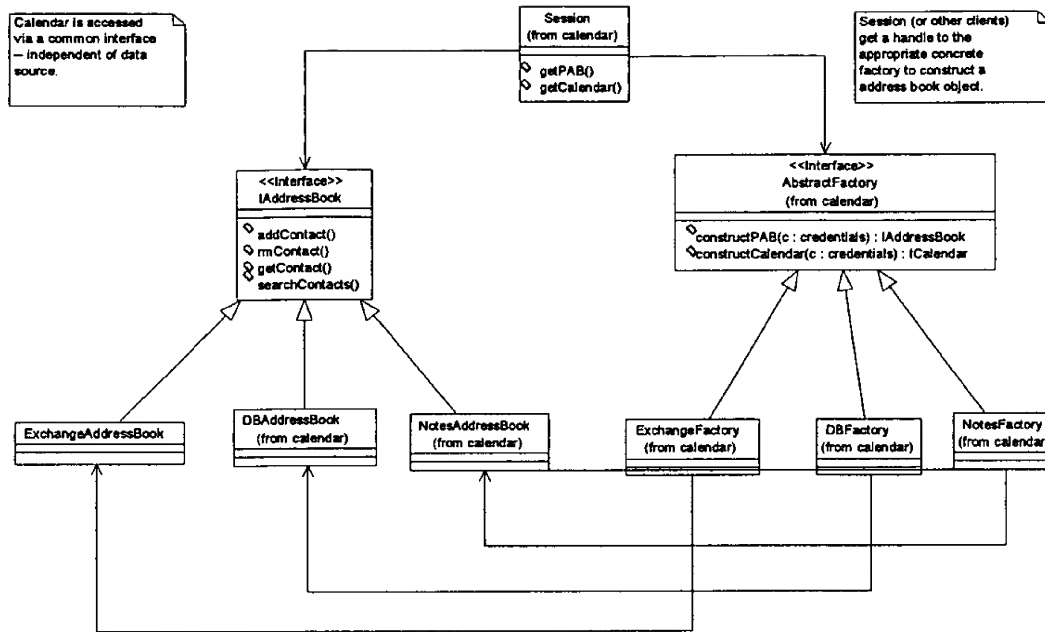 Calendar is accessed
via a common interface
– independent of data
source.
Session
(from calendar)
getPAB()
getCalendar()
Session (or other clients)
get a handle to the
appropriate concrete
factory to construct a
address book object.
<<Interface>>
IAddressBook
addContact()
rmContact()
getContact()
searchContacts()
<<Interface>>
AbstractFactory
(from calendar)
constructPAB(c : credentials) : IAddressBook
constructCalendar(c : credentials) : ICalendar
ExchangeAddressBook
DBAddressBook
(from calendar)
NotesAddressBook
(from calendar)
ExchangeFactory
(from calendar)
DBFactory
(from calendar)
NotesFactory
(from calendar)